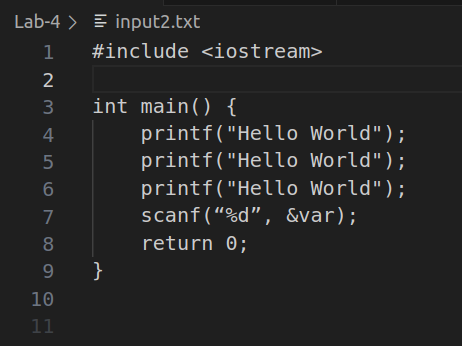 Lab-4 > input2.txt
1 #include <iostream>
2
3 int main() {
4     printf("Hello World");
5     printf("Hello World");
6     printf("Hello World");
7     scanf(“%d”, &var);
8     return 0;
9 }
10
11